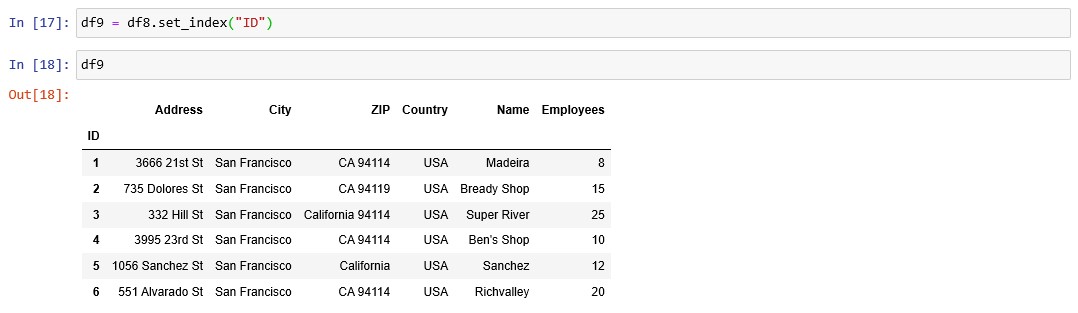 In [17]: df9 = df8.set_index("ID")
In [18]: df9
Out[18]:
Address City ZIP Country Name Employees
ID
1 3666 21st St San Francisco CA 94114 USA Madeira 8
2 735 Dolores St San Francisco CA 94119 USA Bready Shop 15
3 332 Hill St San Francisco California 94114 USA Super River 25
4 3995 23rd St San Francisco CA 94114 USA Ben's Shop 10
5 1056 Sanchez St San Francisco California USA Sanchez 12
6 551 Alvarado St San Francisco CA 94114 USA Richvalley 20